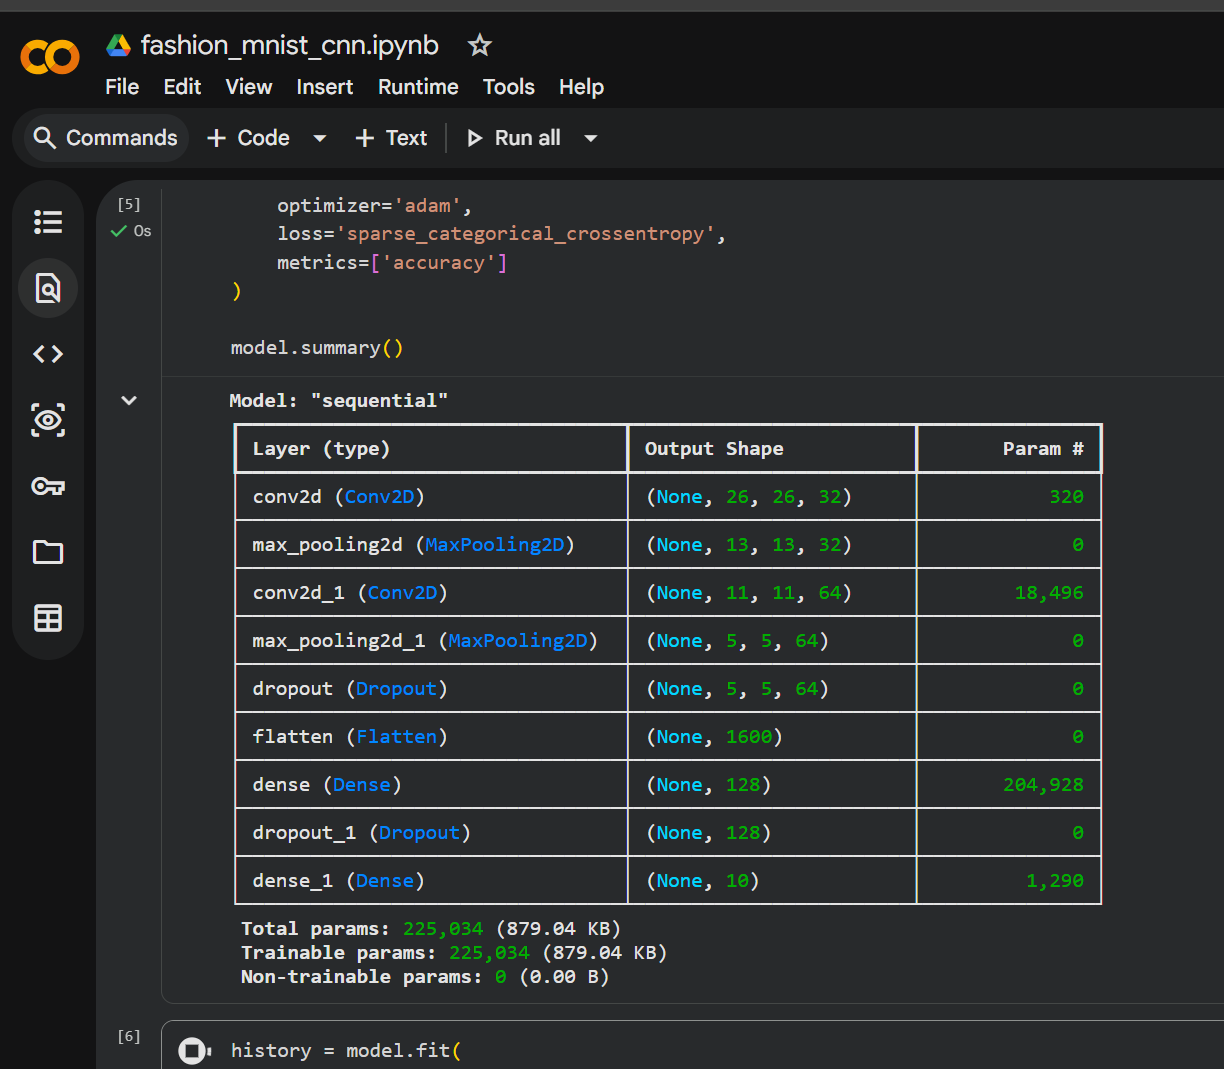 fashion_mnist_cnn.ipynb
File Edit View Insert Runtime Tools Help
Commands + Code + Text Run all
[5]
0s
optimizer='adam',
loss='sparse_categorical_crossentropy',
metrics=['accuracy']
)
model.summary()
Model: "sequential"
Layer (type) Output Shape Param #
conv2d (Conv2D) (None, 26, 26, 32) 320
max_pooling2d (MaxPooling2D) (None, 13, 13, 32) 0
conv2d_1 (Conv2D) (None, 11, 11, 64) 18,496
max_pooling2d_1 (MaxPooling2D) (None, 5, 5, 64) 0
dropout (Dropout) (None, 5, 5, 64) 0
flatten (Flatten) (None, 1600) 0
dense (Dense) (None, 128) 204,928
dropout_1 (Dropout) (None, 128) 0
dense_1 (Dense) (None, 10) 1,290
Total params: 225,034 (879.04 KB)
Trainable params: 225,034 (879.04 KB)
Non-trainable params: 0 (0.00 B)
[6]
history = model.fit(